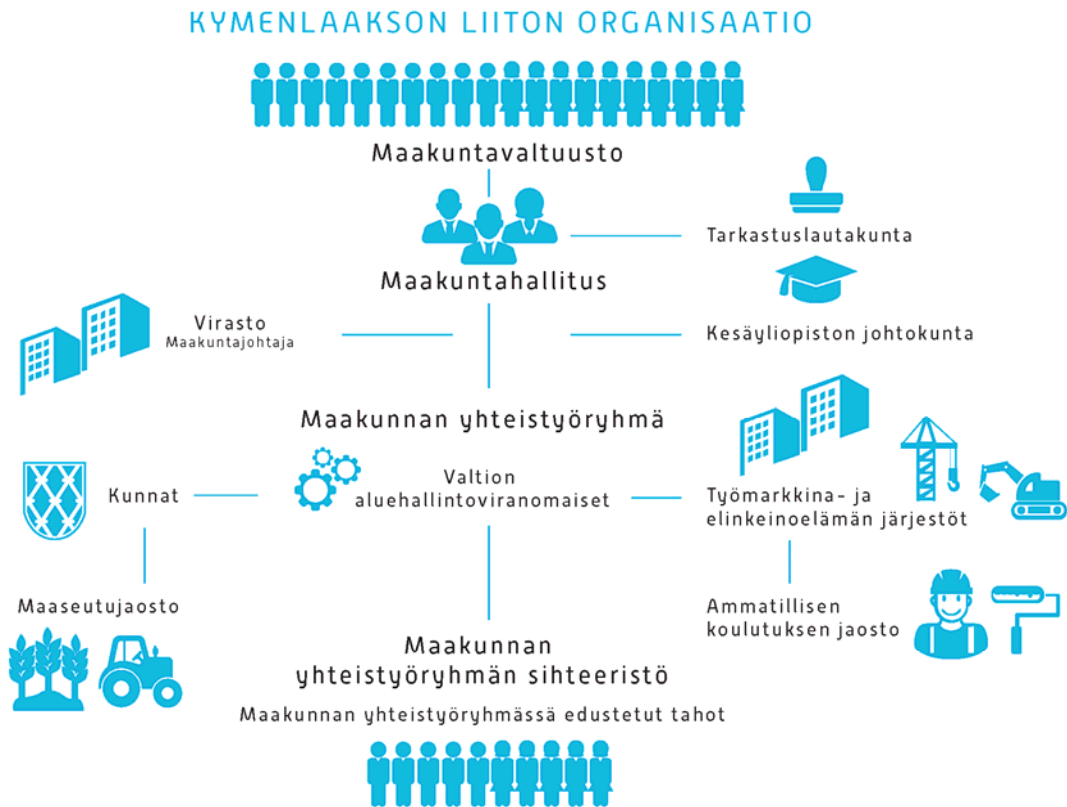 KYMENLAAKSON LIITON ORGANISAATIO
Maakuntavaltuusto
Tarkastuslautakunta
Maakuntahallitus
Virasto
Maakuntajohtaja
Kesäyliopiston johtokunta
Maakunnan yhteistyöryhmä
Kunnat
Valtion
aluehallintoviranomaiset
Työmarkkina- ja
elinkeinoelämän järjestöt
Maaseutujaosto
Ammatillisen
koulutuksen jaosto
Maakunnan
yhteistyöryhmän sihteeristö
Maakunnan yhteistyöryhmässä edustetut tahot